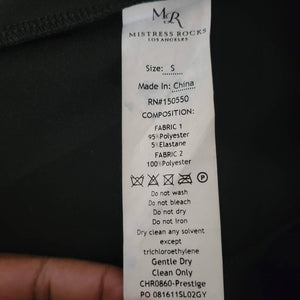 MR
MISTRESS ROCKS
LOS ANGELES
Size: S
Made In: China
RN#150550
COMPOSITION:
FABRIC 1
95%Polyester
5%Elastane
FABRIC 2
100%Polyester
P
Do not wash
Do not bleach
Do not dry
Do not iron
Dry clean any solvent
except
trichloroethylene
Gentle Dry
Clean Only
CHR0860-Prestige
PO 081611SL02GY